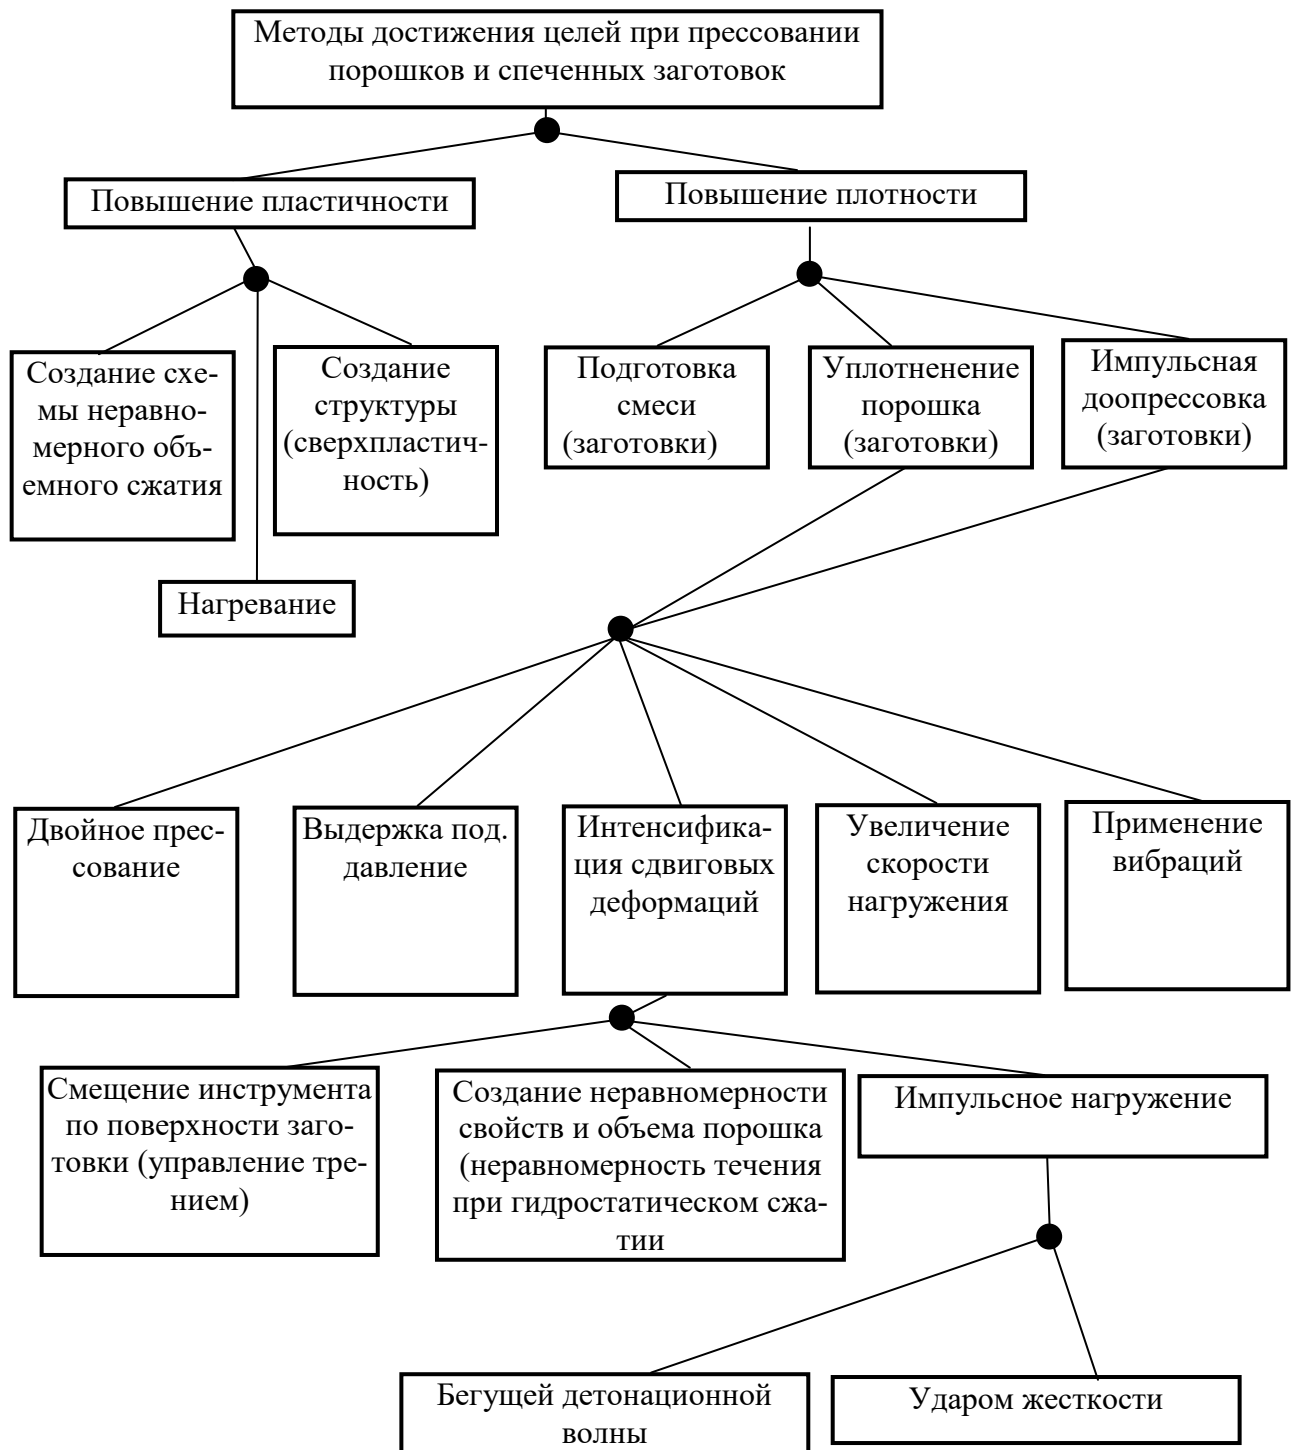 Методы достижения целей при прессовании
порошков и спеченных заготовок
Повышение пластичности
Повышение плотности
Создание схе-
мы неравно-
мерного объ-
емного сжатия
Нагревание
Создание
структуры
(сверхпластич-
ность)
Подготовка
смеси
(заготовки)
Уплотненение
порошка
(заготовки)
Импульсная
доопрессовка
(заготовки)
Двойное прес-
сование
Выдержка под.
давление
Интенсифика-
ция сдвиговых
деформаций
Увеличение
скорости
нагружения
Применение
вибраций
Смещение инструмента
по поверхности заго-
товки (управление тре-
нием)
Создание неравномерности
свойств и объема порошка
(неравномерность течения
при гидростатическом сжа-
тии
Импульсное нагружение
Бегущей детонационной
волны
Ударом жесткости